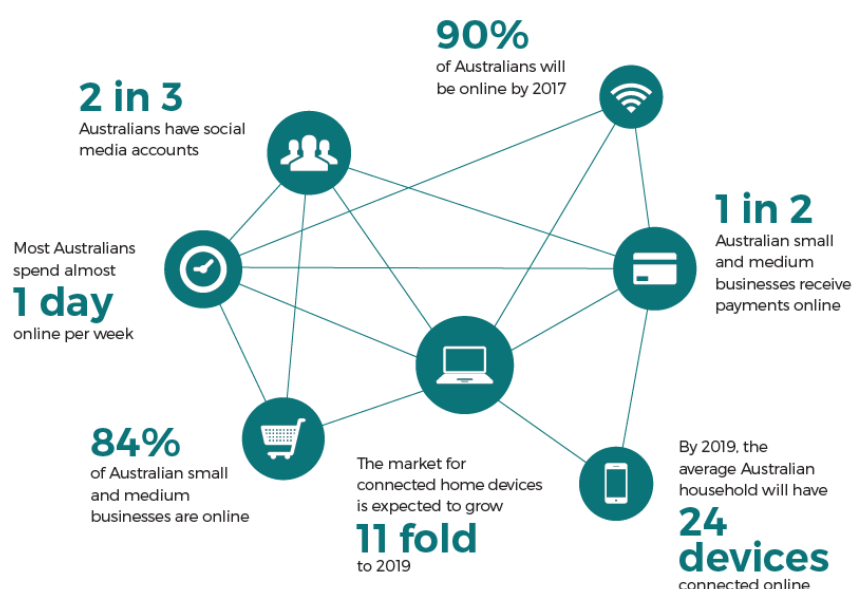 90%
of Australians will
be online by 2017
2 in 3
Australians have social
media accounts
1 in 2
Australian small
and medium
businesses receive
payments online
Most Australians
spend almost
1 day
online per week
84%
of Australian small
and medium
businesses are online
The market for
connected home devices
is expected to grow
11 fold
to 2019
By 2019, the
average Australian
household will have
24
devices
connected online